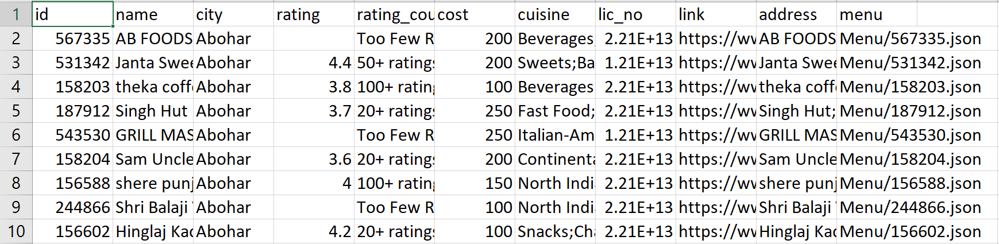 1 id name city rating rating_cou cost cuisine lic_no link address menu
2 567335 AB FOODS Abohar Too Few R 200 Beverages; 2.21E+13 https://wv AB FOODS Menu/567335.json
3 531342 Janta Swee Abohar 4.4 50+ ratings 200 Sweets;Ba 1.21E+13 https://wv Janta Swee Menu/531342.json
4 158203 theka coff Abohar 3.8 100+ rating 100 Beverages 2.21E+13 https://wv theka coff Menu/158203.json
5 187912 Singh Hut Abohar 3.7 20+ ratings 250 Fast Food; 2.21E+13 https://wv Singh Hut; Menu/187912.json
6 543530 GRILL MAS Abohar Too Few R 250 Italian-Am 1.21E+13 https://wv GRILL MAS Menu/543530.json
7 158204 Sam Uncle Abohar 3.6 20+ ratings 200 Continenta 2.21E+13 https://wv Sam Uncle Menu/158204.json
8 156588 shere punj Abohar 4 100+ rating 150 North Indi 2.21E+13 https://wv shere punj Menu/156588.json
9 244866 Shri Balaji Abohar Too Few R 100 North Indi 2.21E+13 https://wv Shri Balaji Menu/244866.json
10 156602 Hinglaj Kac Abohar 4.2 20+ ratings 100 Snacks;Cha 2.21E+13 https://wv Hinglaj Kac Menu/156602.json